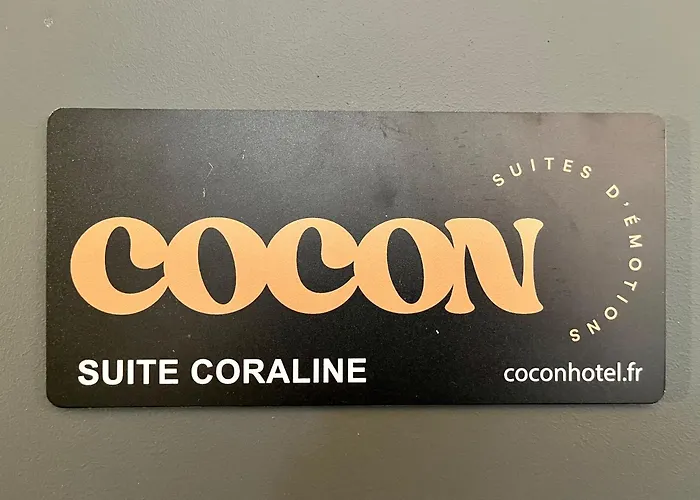 COCON
SUITES D'ÉMOTIONS
SUITE CORALINE
coconhotel.fr